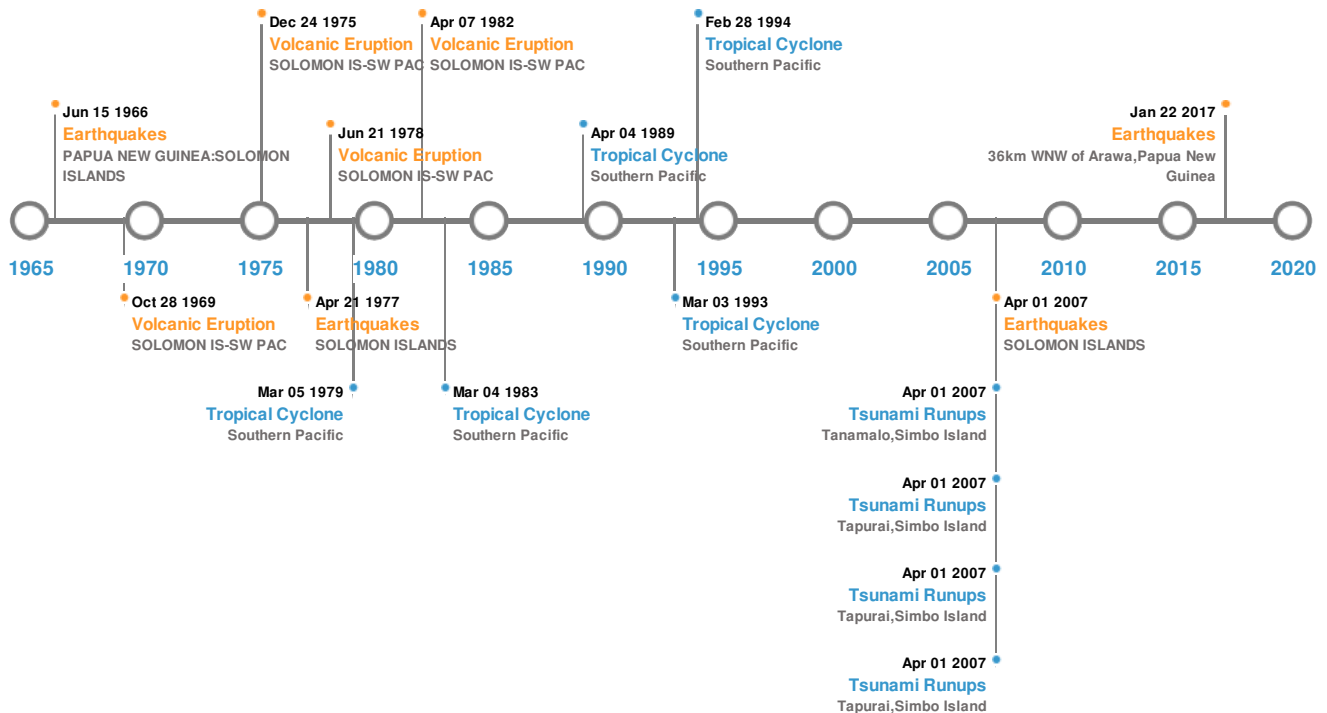 Dec 24 1975
Volcanic Eruption
SOLOMON IS-SW PAC
Apr 07 1982
Volcanic Eruption
SOLOMON IS-SW PAC
Feb 28 1994
Tropical Cyclone
Southern Pacific
Jun 15 1966
Earthquakes
PAPUA NEW GUINEA:SOLOMON
ISLANDS
Jun 21 1978
Volcanic Eruption
SOLOMON IS-SW PAC
Apr 04 1989
Tropical Cyclone
Southern Pacific
Jan 22 2017
Earthquakes
36km WNW of Arawa,Papua New
Guinea
1965 1970 1975 1980 1985 1990 1995 2000 2005 2010 2015 2020
Oct 28 1969
Volcanic Eruption
SOLOMON IS-SW PAC
Apr 21 1977
Earthquakes
SOLOMON ISLANDS
Mar 03 1993
Tropical Cyclone
Southern Pacific
Apr 01 2007
Earthquakes
SOLOMON ISLANDS
Mar 05 1979
Tropical Cyclone
Southern Pacific
Mar 04 1983
Tropical Cyclone
Southern Pacific
Apr 01 2007
Tsunami Runups
Tanamalo,Simbo Island
Apr 01 2007
Tsunami Runups
Tapurai,Simbo Island
Apr 01 2007
Tsunami Runups
Tapurai,Simbo Island
Apr 01 2007
Tsunami Runups
Tapurai,Simbo Island